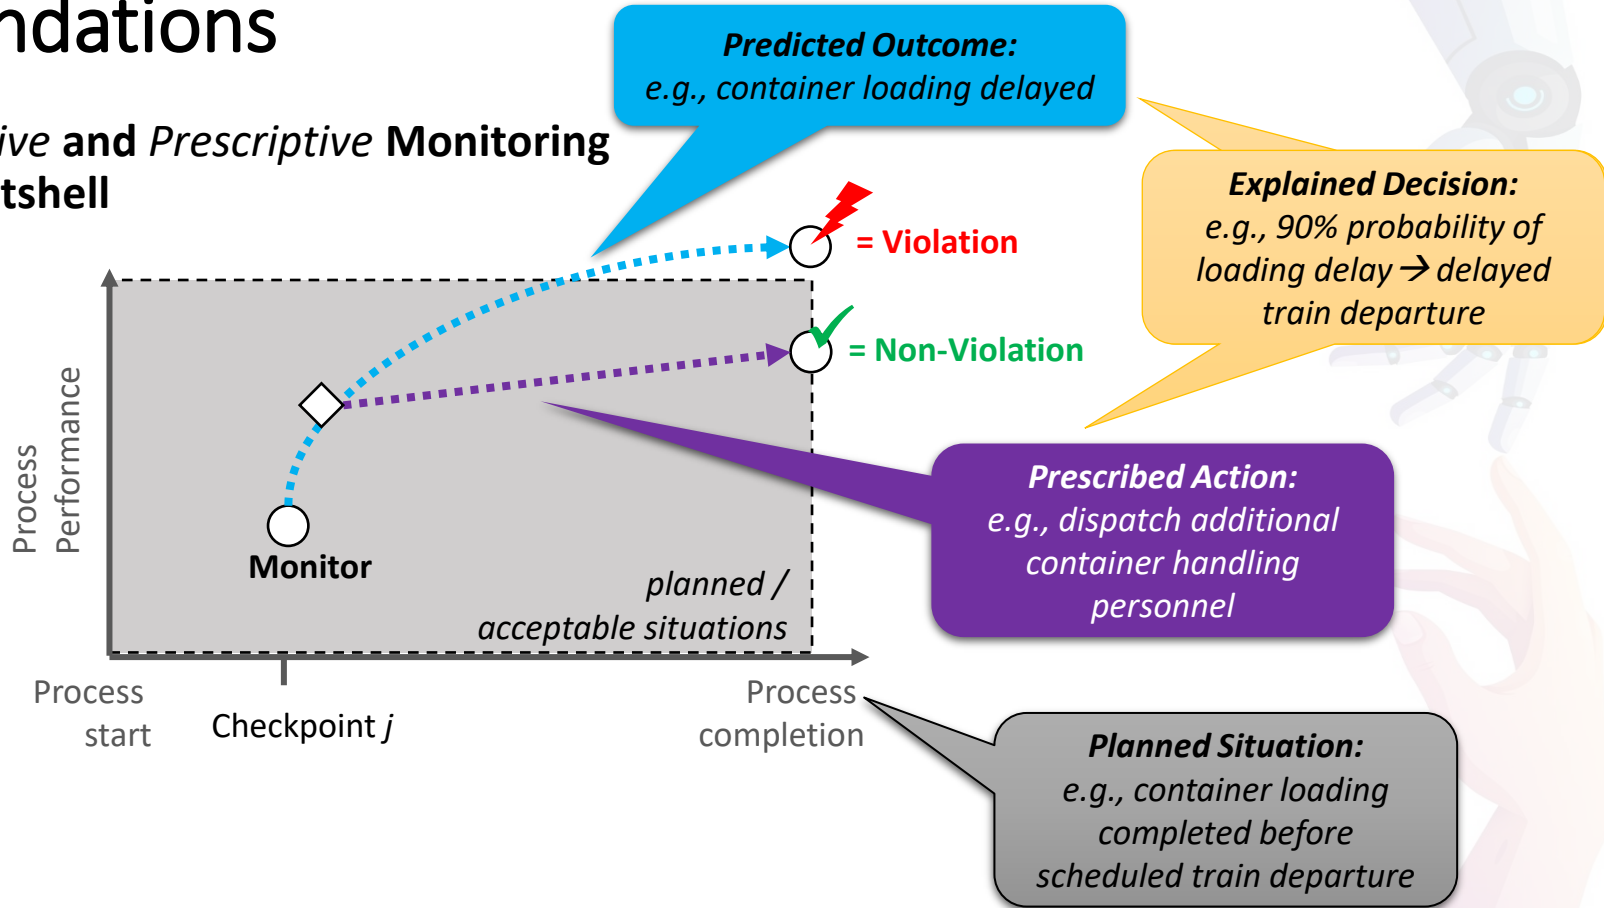 ndations
ive and Prescriptive Monitoring
tshell
Predicted Outcome:
e.g., container loading delayed
Explained Decision:
e.g., 90% probability of
loading delay → delayed
train departure
= Violation
= Non-Violation
Process
Performance
Monitor
planned /
acceptable situations
Prescribed Action:
e.g., dispatch additional
container handling
personnel
Process
start
Checkpoint j
Process
completion
Planned Situation:
e.g., container loading
completed before
scheduled train departure